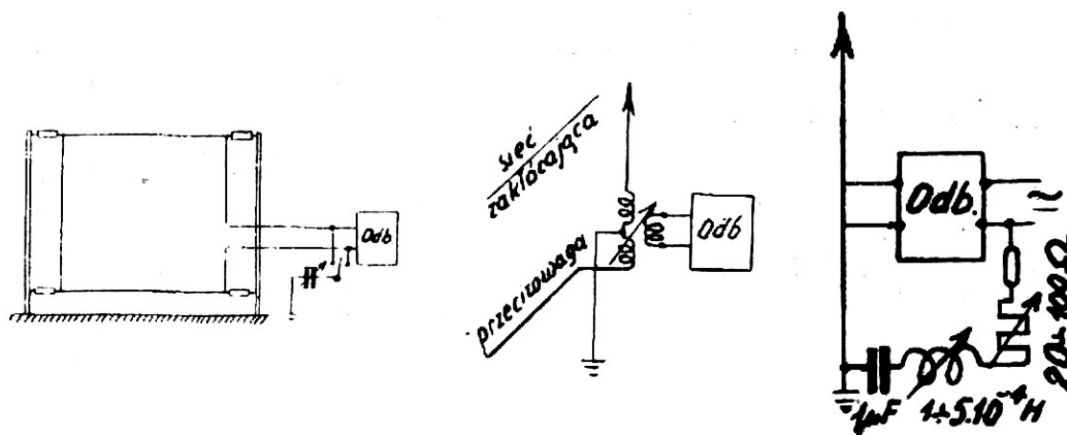 Odb
sieć
zakłócająca
przeciwwaga
Odb
Odb.
≃
20÷100Ω
1µF 1÷5.10⁻⁴H